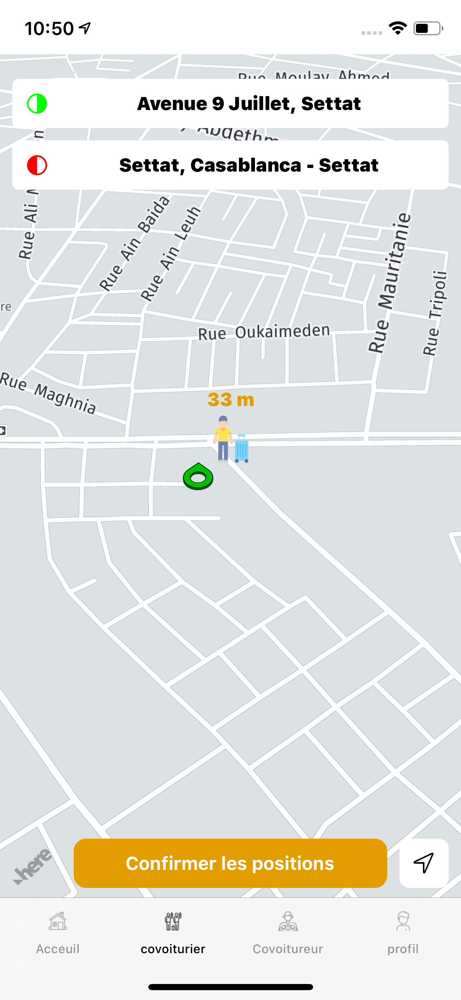 10:50
Rue Moulay Ahmed
Avenue 9 Juillet, Settat
Settat, Casablanca - Settat
Rue Ali
Rue Ain Baida
Rue Ain Leuh
Rue Mauritanie
Rue Tripoli
re
Rue Oukaimeden
Rue Maghnia
33 m
here
Confirmer les positions
Acceuil
covoiturier
Covoitureur
profil